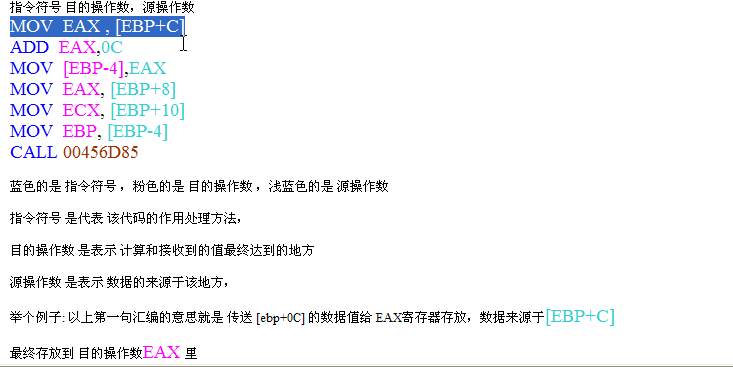 指令符号 目的操作数，源操作数
MOV EAX , [EBP+C]
ADD EAX,0C
MOV [EBP-4],EAX
MOV EAX, [EBP+8]
MOV ECX, [EBP+10]
MOV EBP, [EBP-4]
CALL 00456D85
蓝色的是 指令符号 ，粉色的是 目的操作数 ，浅蓝色的是 源操作数
指令符号 是代表 该代码的作用处理方法，
目的操作数 是表示 计算和接收到的值最终达到的地方
源操作数 是表示 数据的来源于该地方，
举个例子: 以上第一句汇编的意思就是 传送 [ebp+0C] 的数据值给 EAX寄存器存放，数据来源于[EBP+C]
最终存放到 目的操作数EAX 里